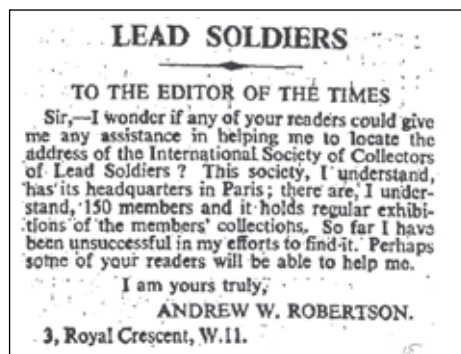 LEAD SOLDIERS
TO THE EDITOR OF THE TIMES
Sir,—I wonder if any of your readers could give
me any assistance in helping me to locate the
address of the International Society of Collectors
of Lead Soldiers? This society, I understand,
has its headquarters in Paris; there are, I under-
stand, 150 members and it holds regular exhibi-
tions of the members' collections. So far I have
been unsuccessful in my efforts to find it. Perhaps
some of your readers will be able to help me.
I am yours truly,
ANDREW W. ROBERTSON.
3, Royal Crescent, W.11.